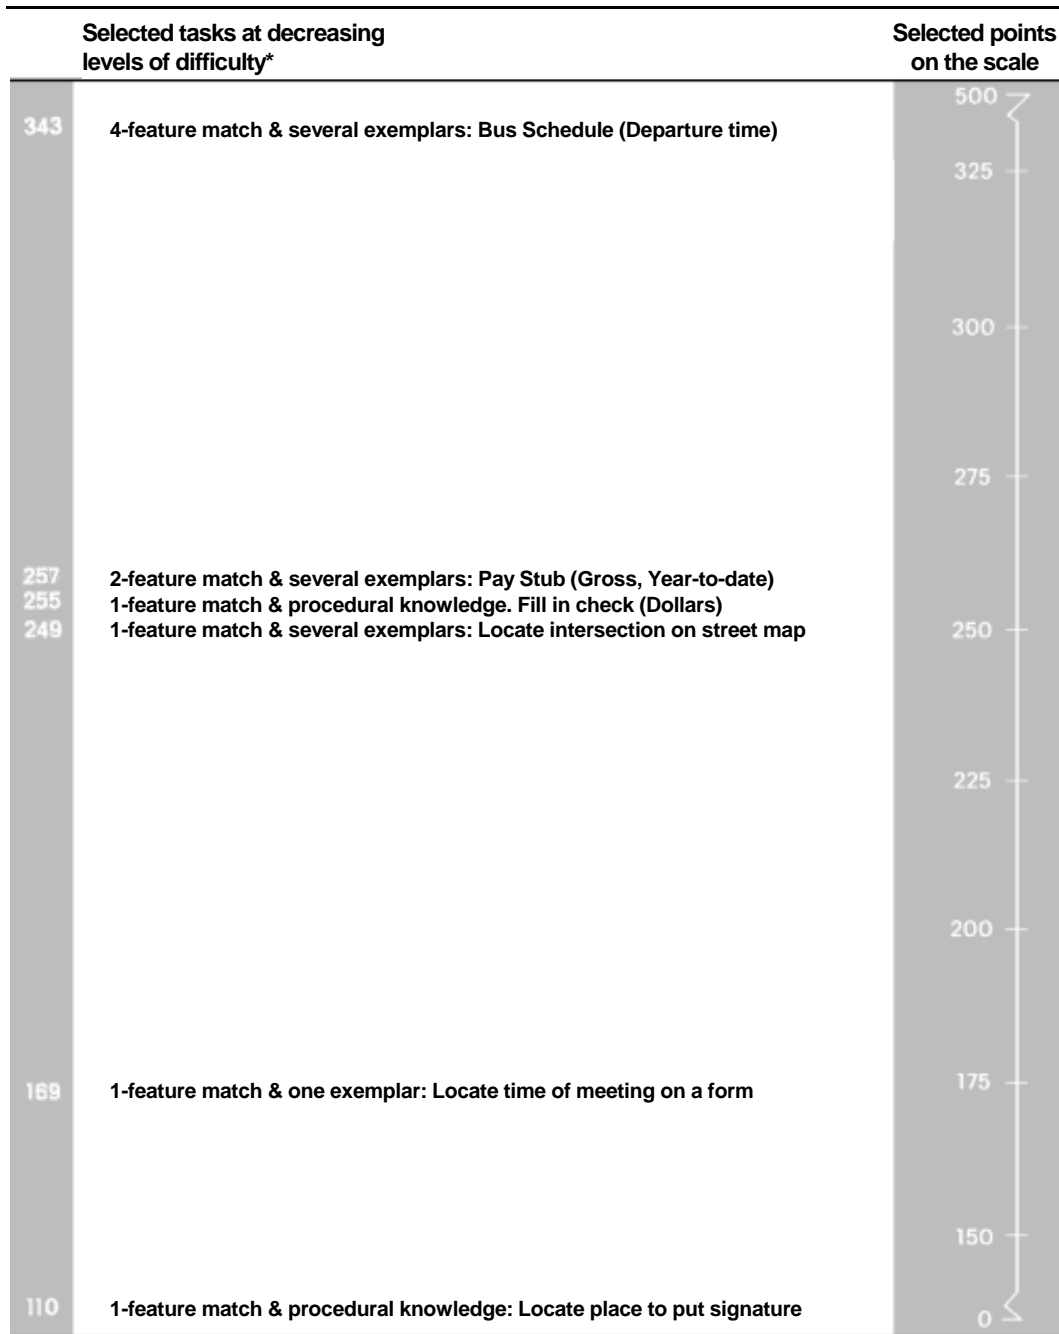 Selected tasks at decreasing
levels of difficulty*
Selected points
on the scale
500
343 4-feature match & several exemplars: Bus Schedule (Departure time)
325
300
275
257 2-feature match & several exemplars: Pay Stub (Gross, Year-to-date)
255 1-feature match & procedural knowledge. Fill in check (Dollars)
249 1-feature match & several exemplars: Locate intersection on street map 250
225
200
169 1-feature match & one exemplar: Locate time of meeting on a form 175
150
110 1-feature match & procedural knowledge: Locate place to put signature
0